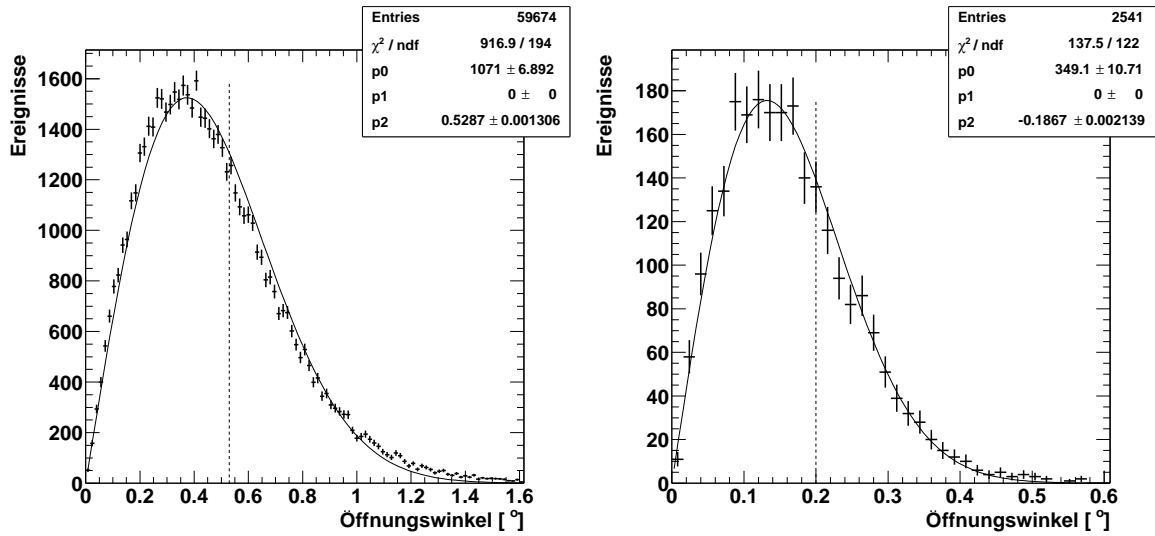 Entries 59674
χ² / ndf 916.9 / 194
p0 1071 ± 6.892
p1 0 ± 0
p2 0.5287 ± 0.001306
Ereignisse
1600
1400
1200
1000
800
600
400
200
0
0 0.2 0.4 0.6 0.8 1.0 1.2 1.4 1.6
Öffnungswinkel [ °]
Entries 2541
χ² / ndf 137.5 / 122
p0 349.1 ± 10.71
p1 0 ± 0
p2 -0.1867 ± 0.002139
Ereignisse
180
160
140
120
100
80
60
40
20
0
0 0.1 0.2 0.3 0.4 0.5 0.6
Öffnungswinkel [ °]